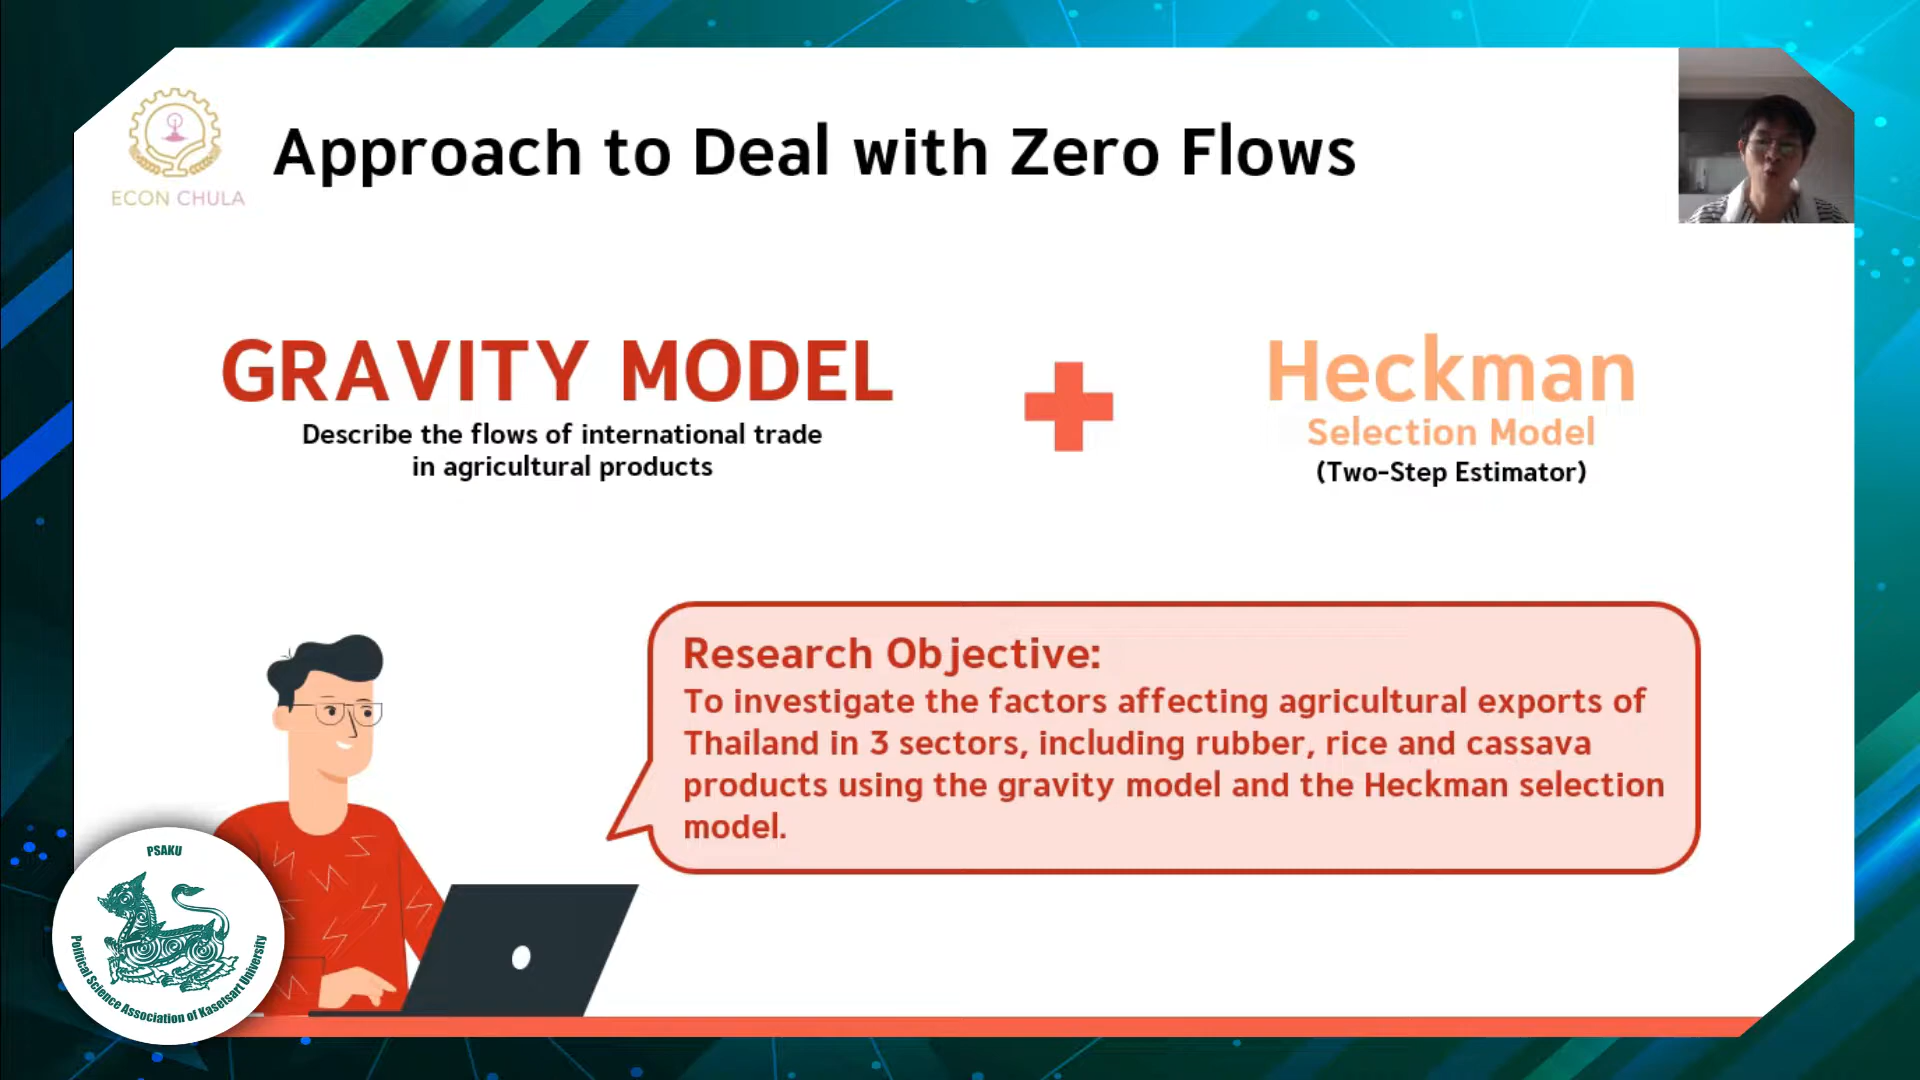 ECON CHULA
Approach to Deal with Zero Flows
GRAVITY MODEL
Describe the flows of international trade
in agricultural products
Heckman
Selection Model
(Two-Step Estimator)
Research Objective:
To investigate the factors affecting agricultural exports of
Thailand in 3 sectors, including rubber, rice and cassava
products using the gravity model and the Heckman selection
model.
PSAKU
Political Science Association of Kasetsart University